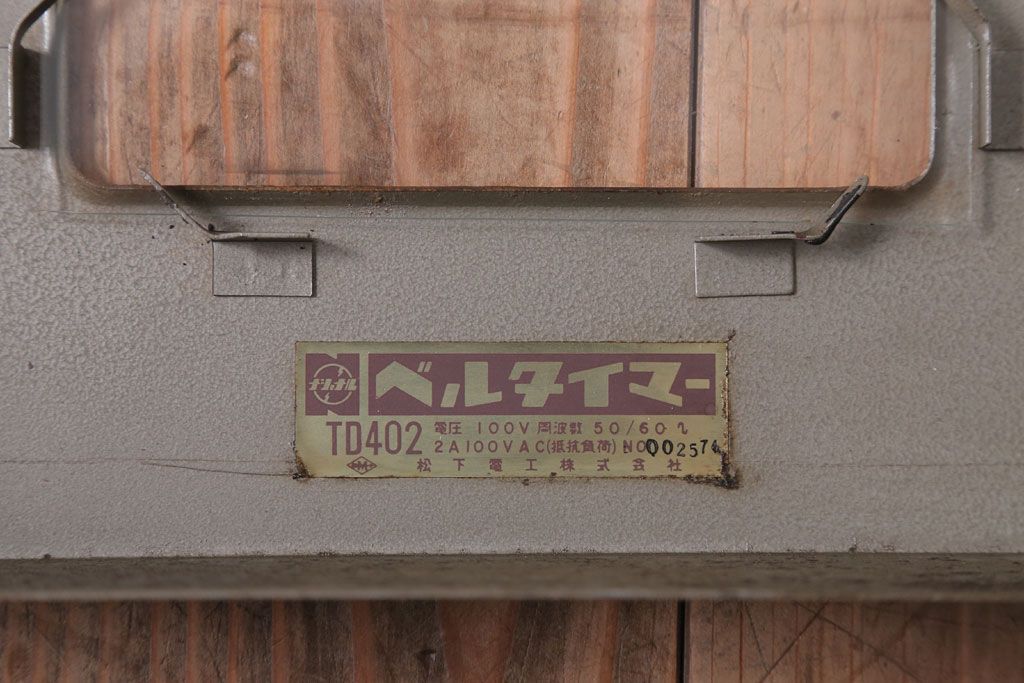 ナショナル
ベルタイマー
TD402
電圧 100V 周波数 50/60〜
2A100VAC(抵抗負荷) NO 002574
松下電工株式会社